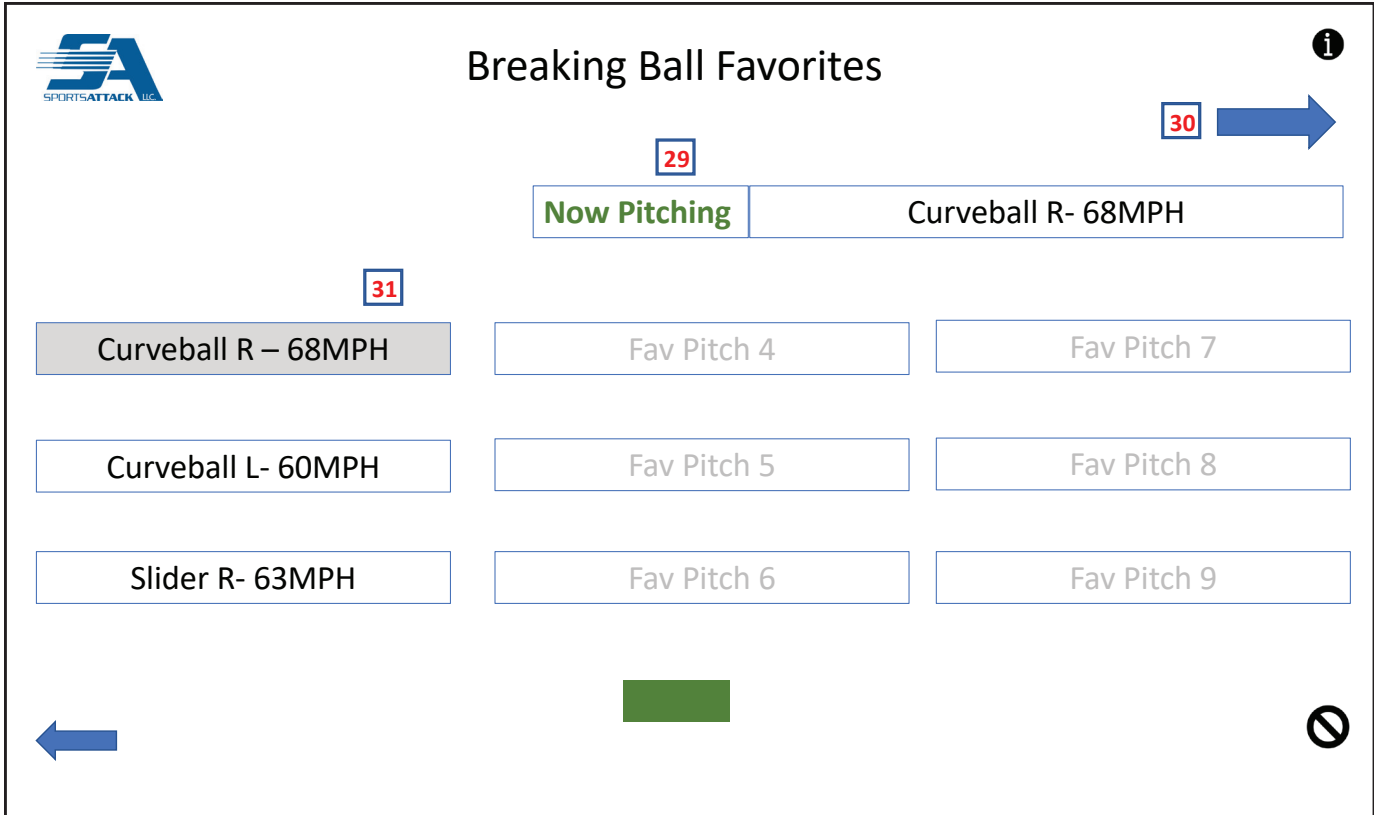 SPORTSATTACK LLC
Breaking Ball Favorites
i
30
29
Now Pitching
Curveball R- 68MPH
31
Curveball R – 68MPH
Fav Pitch 4
Fav Pitch 7
Curveball L- 60MPH
Fav Pitch 5
Fav Pitch 8
Slider R- 63MPH
Fav Pitch 6
Fav Pitch 9